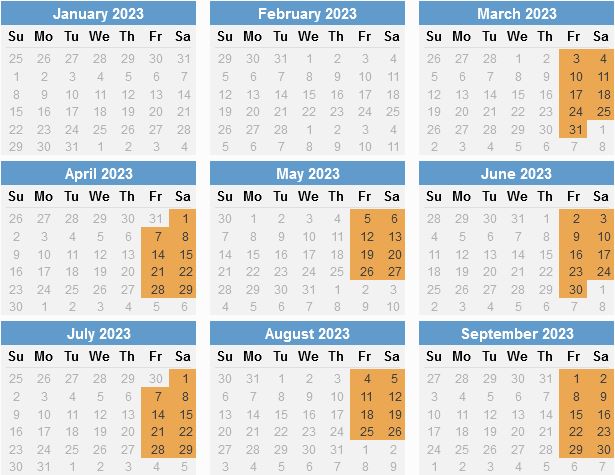 January 2023
Su Mo Tu We Th Fr Sa
25 26 27 28 29 30 31
1 2 3 4 5 6 7
8 9 10 11 12 13 14
15 16 17 18 19 20 21
22 23 24 25 26 27 28
29 30 31 1 2 3 4
February 2023
Su Mo Tu We Th Fr Sa
29 30 31 1 2 3 4
5 6 7 8 9 10 11
12 13 14 15 16 17 18
19 20 21 22 23 24 25
26 27 28 1 2 3 4
5 6 7 8 9 10 11
March 2023
Su Mo Tu We Th Fr Sa
26 27 28 1 2 3 4
5 6 7 8 9 10 11
12 13 14 15 16 17 18
19 20 21 22 23 24 25
26 27 28 29 30 31 1
2 3 4 5 6 7 8
April 2023
Su Mo Tu We Th Fr Sa
26 27 28 29 30 31 1
2 3 4 5 6 7 8
9 10 11 12 13 14 15
16 17 18 19 20 21 22
23 24 25 26 27 28 29
30 1 2 3 4 5 6
May 2023
Su Mo Tu We Th Fr Sa
30 1 2 3 4 5 6
7 8 9 10 11 12 13
14 15 16 17 18 19 20
21 22 23 24 25 26 27
28 29 30 31 1 2 3
4 5 6 7 8 9 10
June 2023
Su Mo Tu We Th Fr Sa
28 29 30 31 1 2 3
4 5 6 7 8 9 10
11 12 13 14 15 16 17
18 19 20 21 22 23 24
25 26 27 28 29 30 1
2 3 4 5 6 7 8
July 2023
Su Mo Tu We Th Fr Sa
25 26 27 28 29 30 1
2 3 4 5 6 7 8
9 10 11 12 13 14 15
16 17 18 19 20 21 22
23 24 25 26 27 28 29
30 31 1 2 3 4 5
August 2023
Su Mo Tu We Th Fr Sa
30 31 1 2 3 4 5
6 7 8 9 10 11 12
13 14 15 16 17 18 19
20 21 22 23 24 25 26
27 28 29 30 31 1 2
3 4 5 6 7 8 9
September 2023
Su Mo Tu We Th Fr Sa
27 28 29 30 31 1 2
3 4 5 6 7 8 9
10 11 12 13 14 15 16
17 18 19 20 21 22 23
24 25 26 27 28 29 30
1 2 3 4 5 6 7